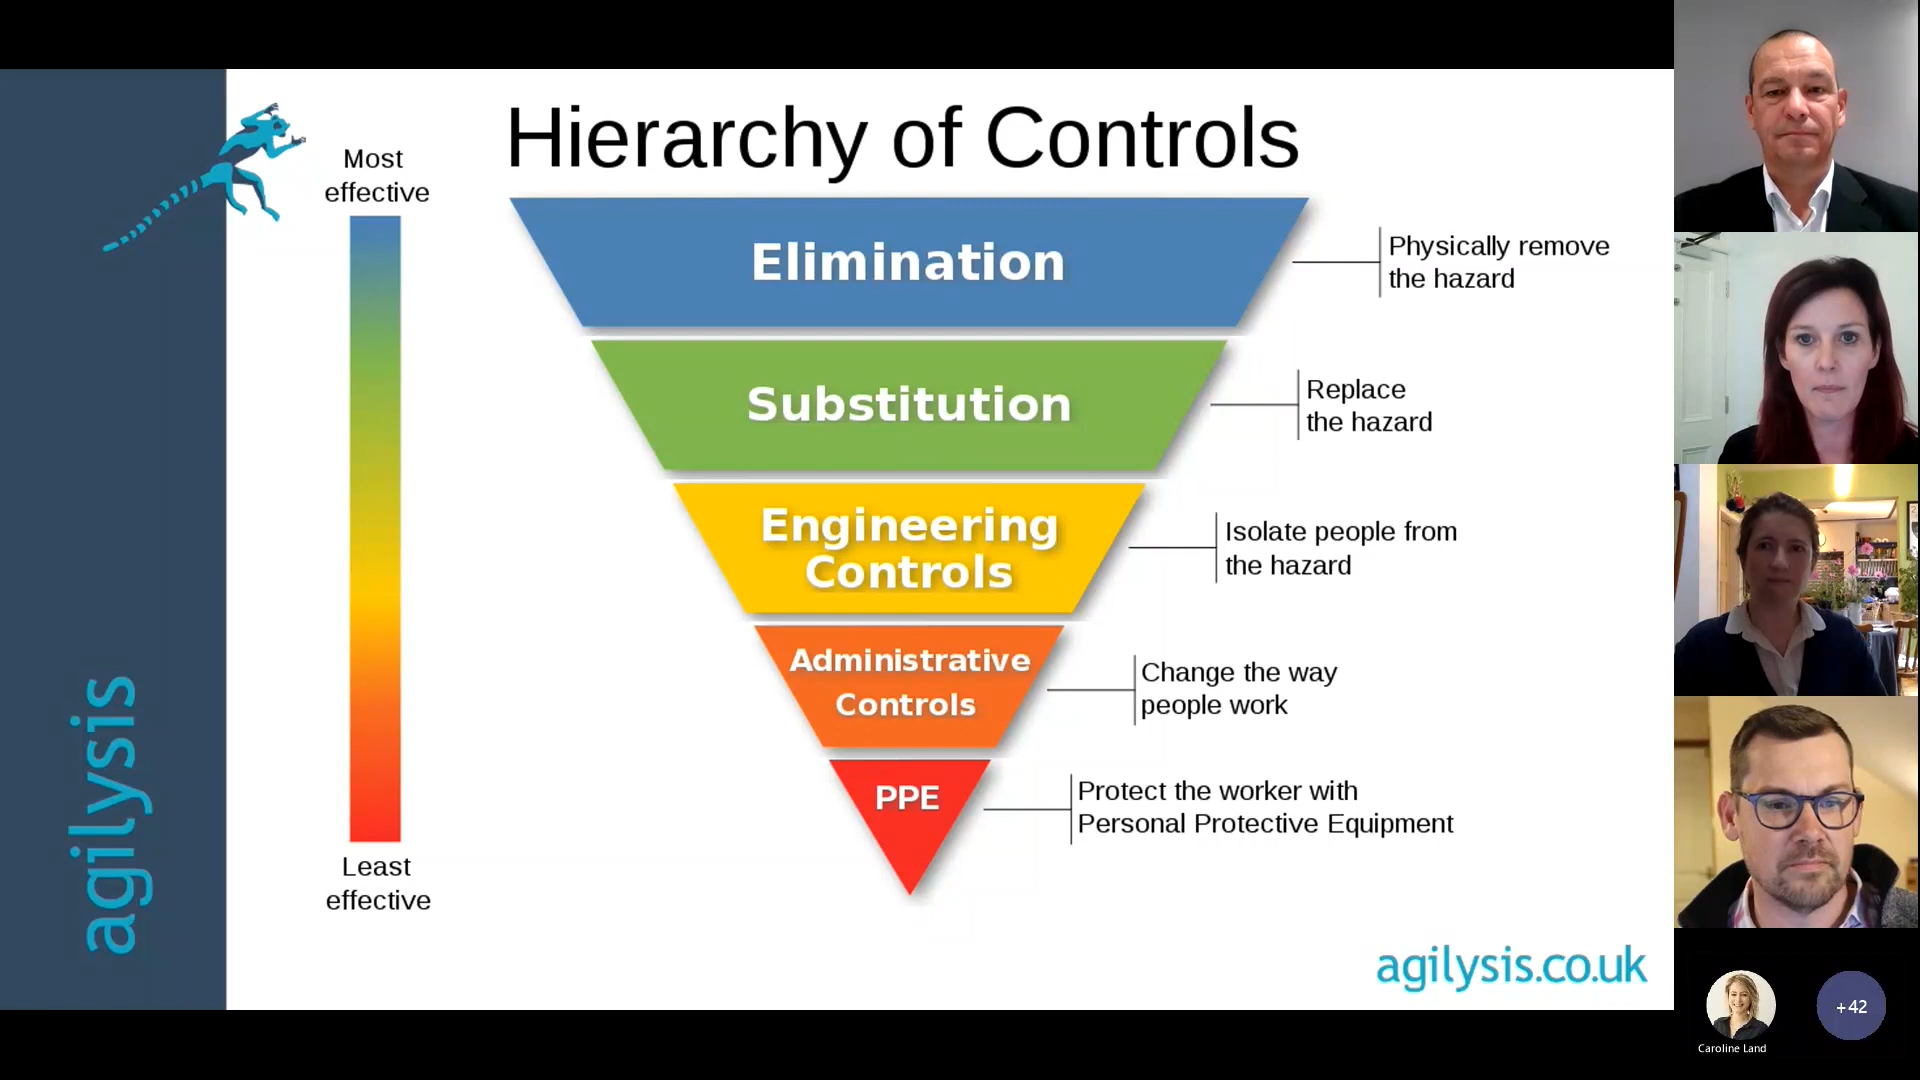 Hierarchy of Controls
Most
effective
Elimination
Physically remove
the hazard
Substitution
Replace
the hazard
Engineering
Controls
Isolate people from
the hazard
Administrative
Controls
Change the way
people work
PPE
Protect the worker with
Personal Protective Equipment
Least
effective
agilysis
agilysis.co.uk
+42
Caroline Land